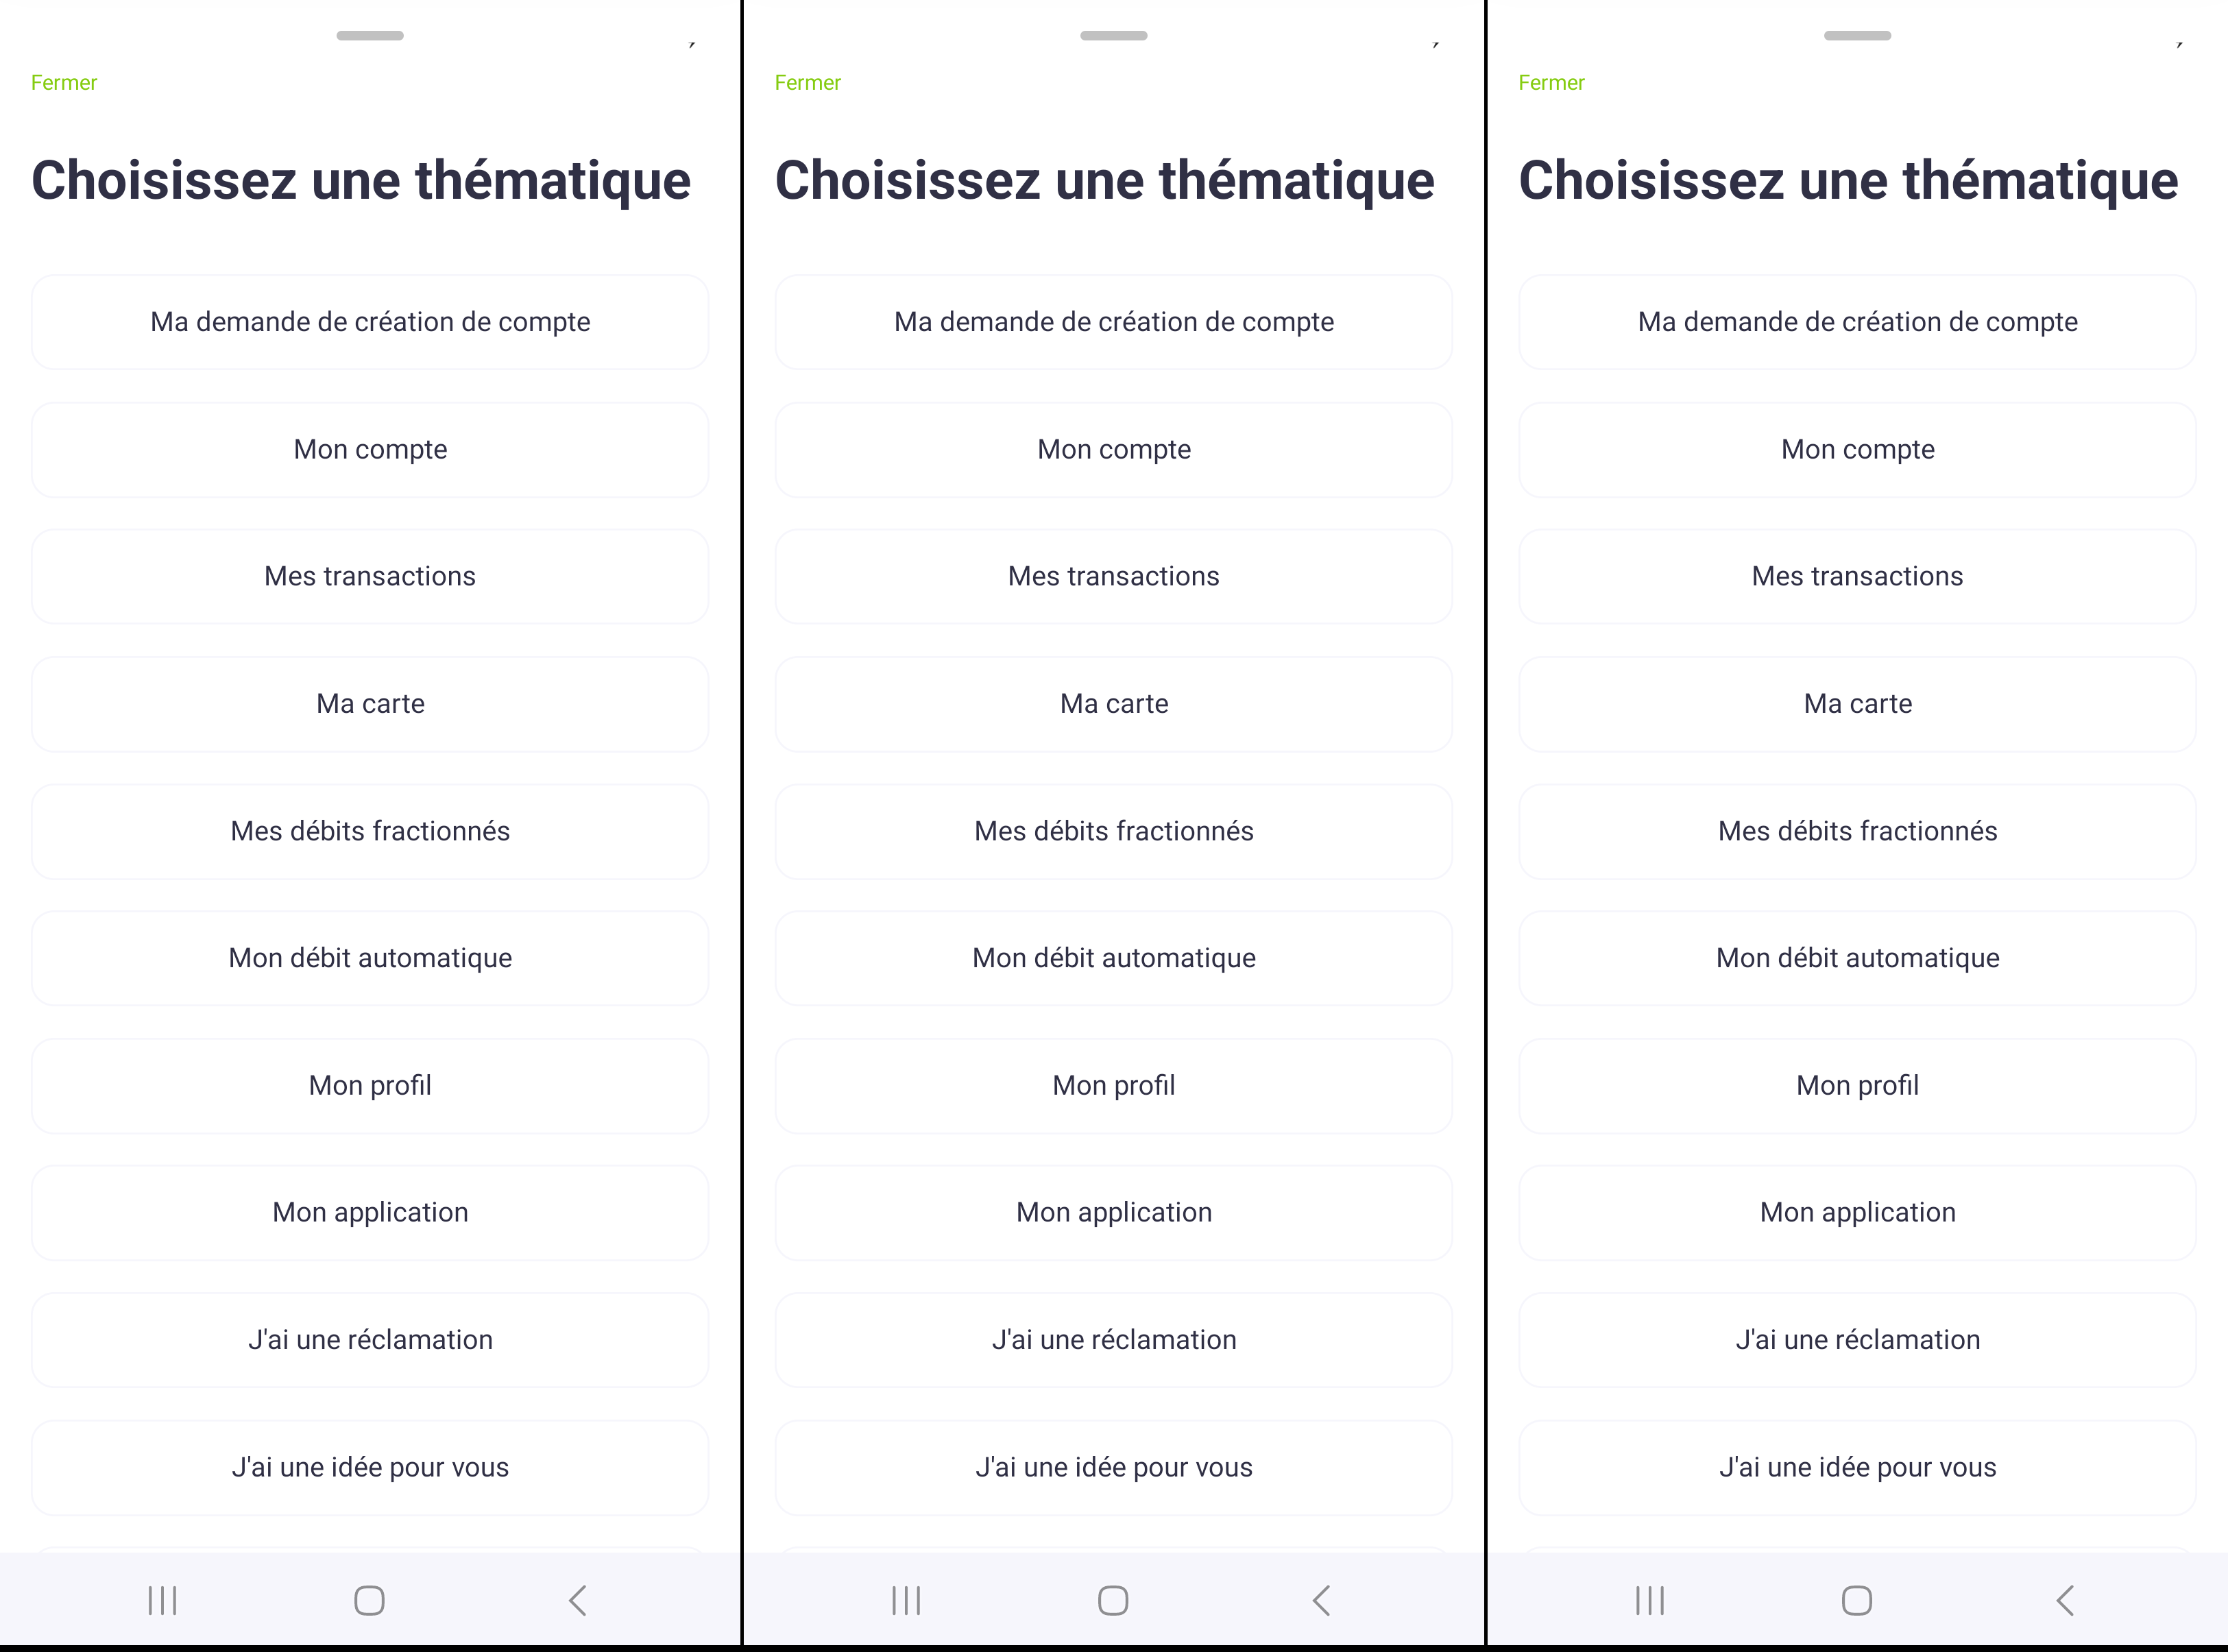 Fermer
Choisissez une thématique
Ma demande de création de compte
Mon compte
Mes transactions
Ma carte
Mes débits fractionnés
Mon débit automatique
Mon profil
Mon application
J'ai une réclamation
J'ai une idée pour vous
Fermer
Choisissez une thématique
Ma demande de création de compte
Mon compte
Mes transactions
Ma carte
Mes débits fractionnés
Mon débit automatique
Mon profil
Mon application
J'ai une réclamation
J'ai une idée pour vous
Fermer
Choisissez une thématique
Ma demande de création de compte
Mon compte
Mes transactions
Ma carte
Mes débits fractionnés
Mon débit automatique
Mon profil
Mon application
J'ai une réclamation
J'ai une idée pour vous